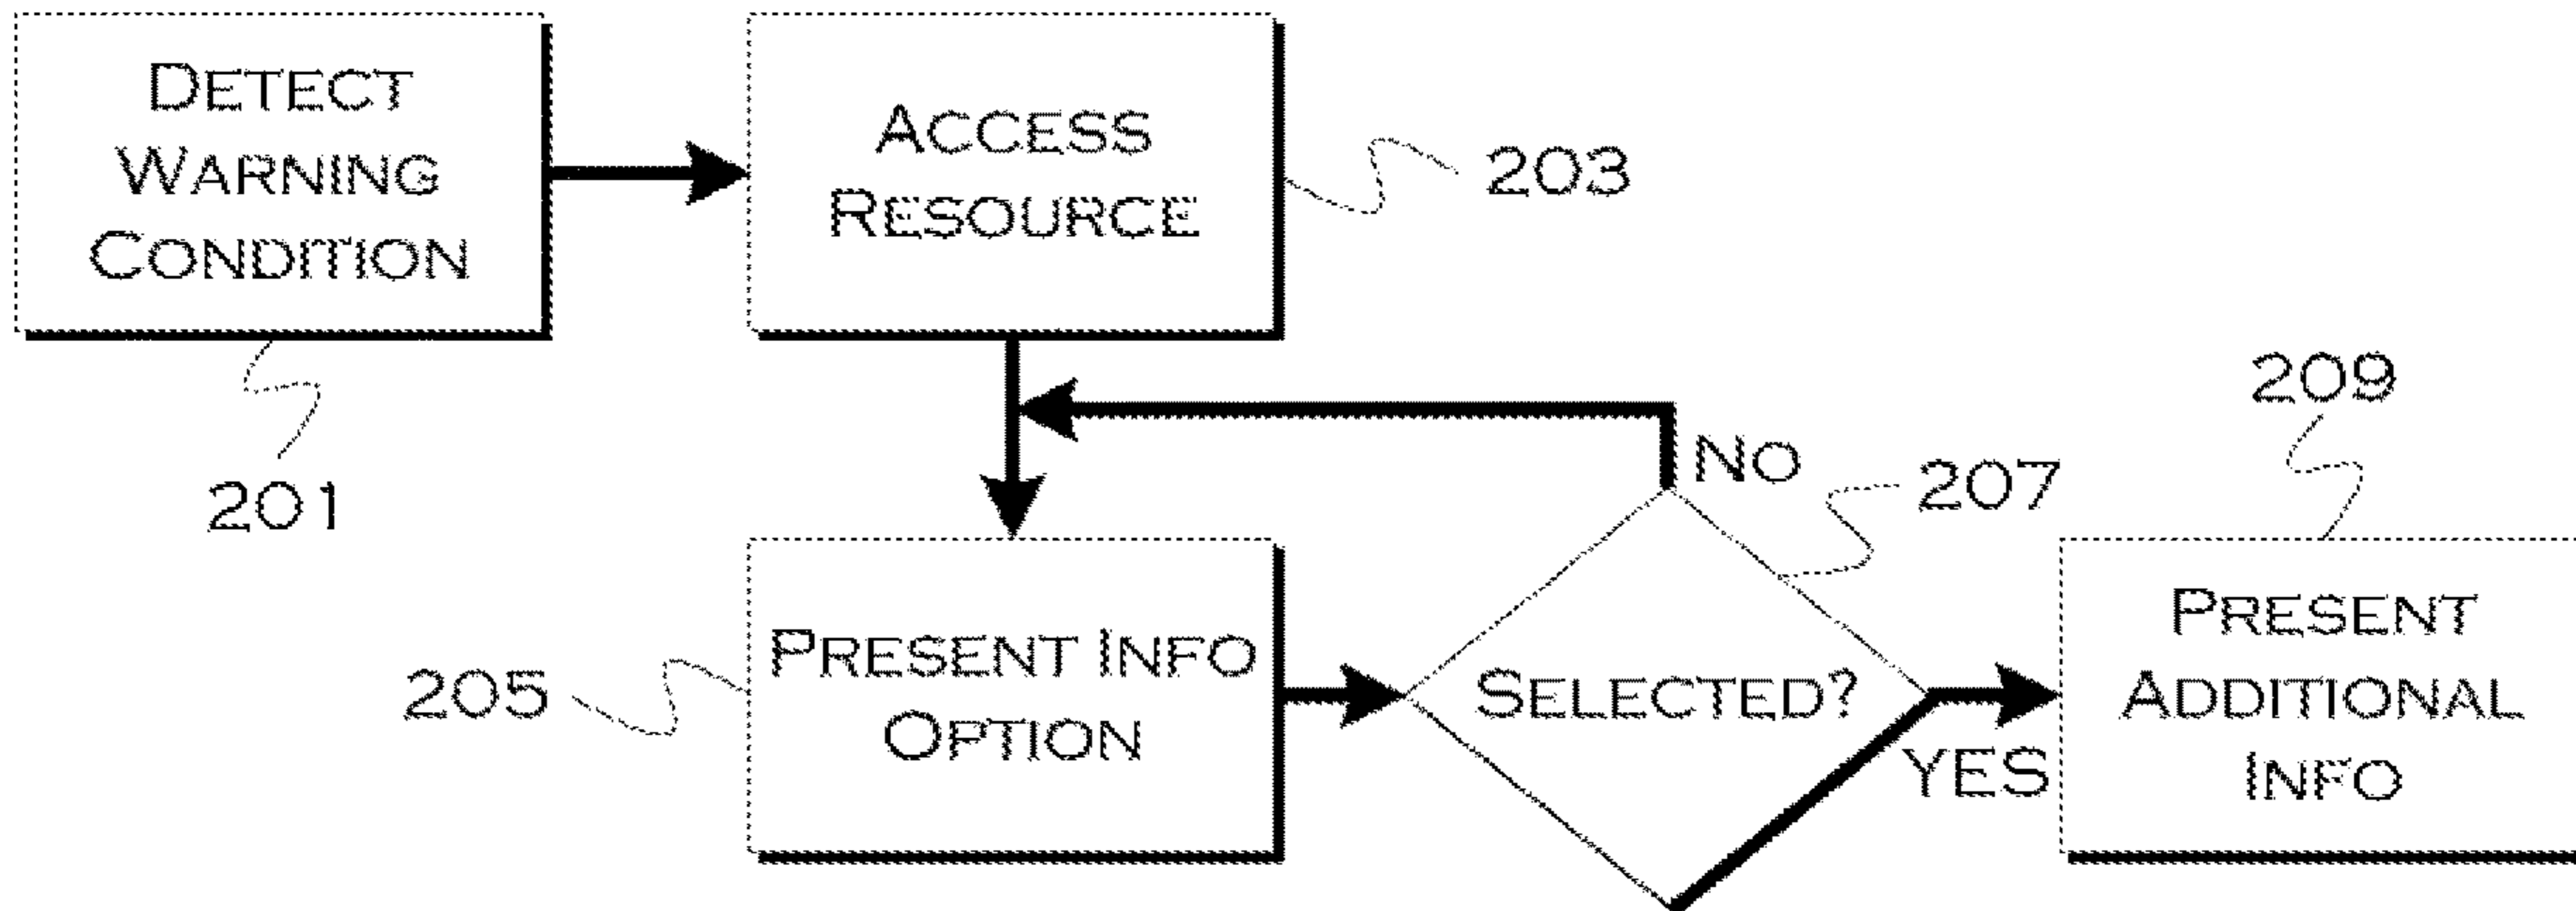 DETECT
WARNING
CONDITION
201
ACCESS
RESOURCE
203
PRESENT INFO
OPTION
205
SELECTED?
207
NO
YES
PRESENT
ADDITIONAL
INFO
209